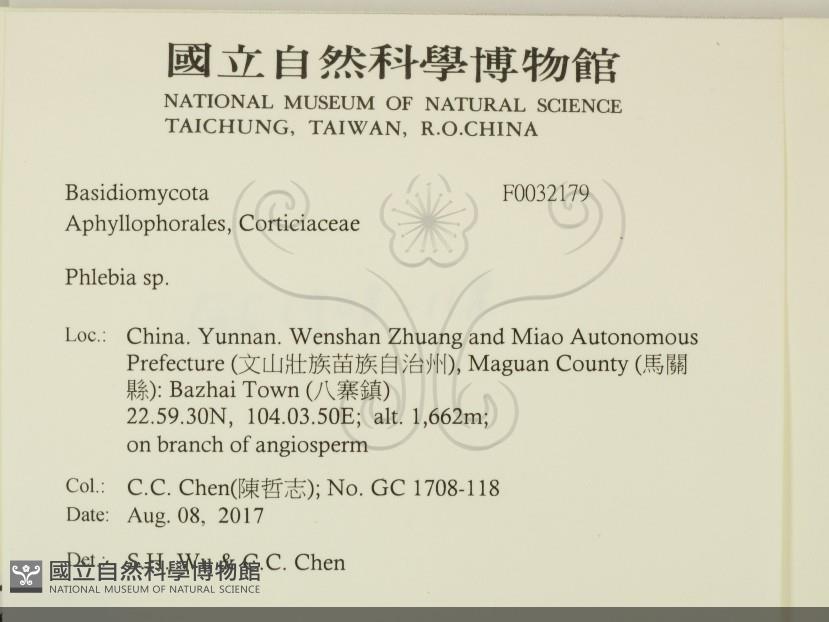 國立自然科學博物館
NATIONAL MUSEUM OF NATURAL SCIENCE
TAICHUNG, TAIWAN, R.O.CHINA
Basidiomycota F0032179
Aphyllophorales, Corticiaceae
Phlebia sp.
Loc.: China. Yunnan. Wenshan Zhuang and Miao Autonomous
Prefecture (文山壯族苗族自治州), Maguan County (馬關
縣): Bazhai Town (八寨鎮)
22.59.30N, 104.03.50E; alt. 1,662m;
on branch of angiosperm
Col.: C.C. Chen(陳哲志); No. GC 1708-118
Date: Aug. 08, 2017
Det.: S.H. Wu & C.C. Chen
國立自然科學博物館
NATIONAL MUSEUM OF NATURAL SCIENCE